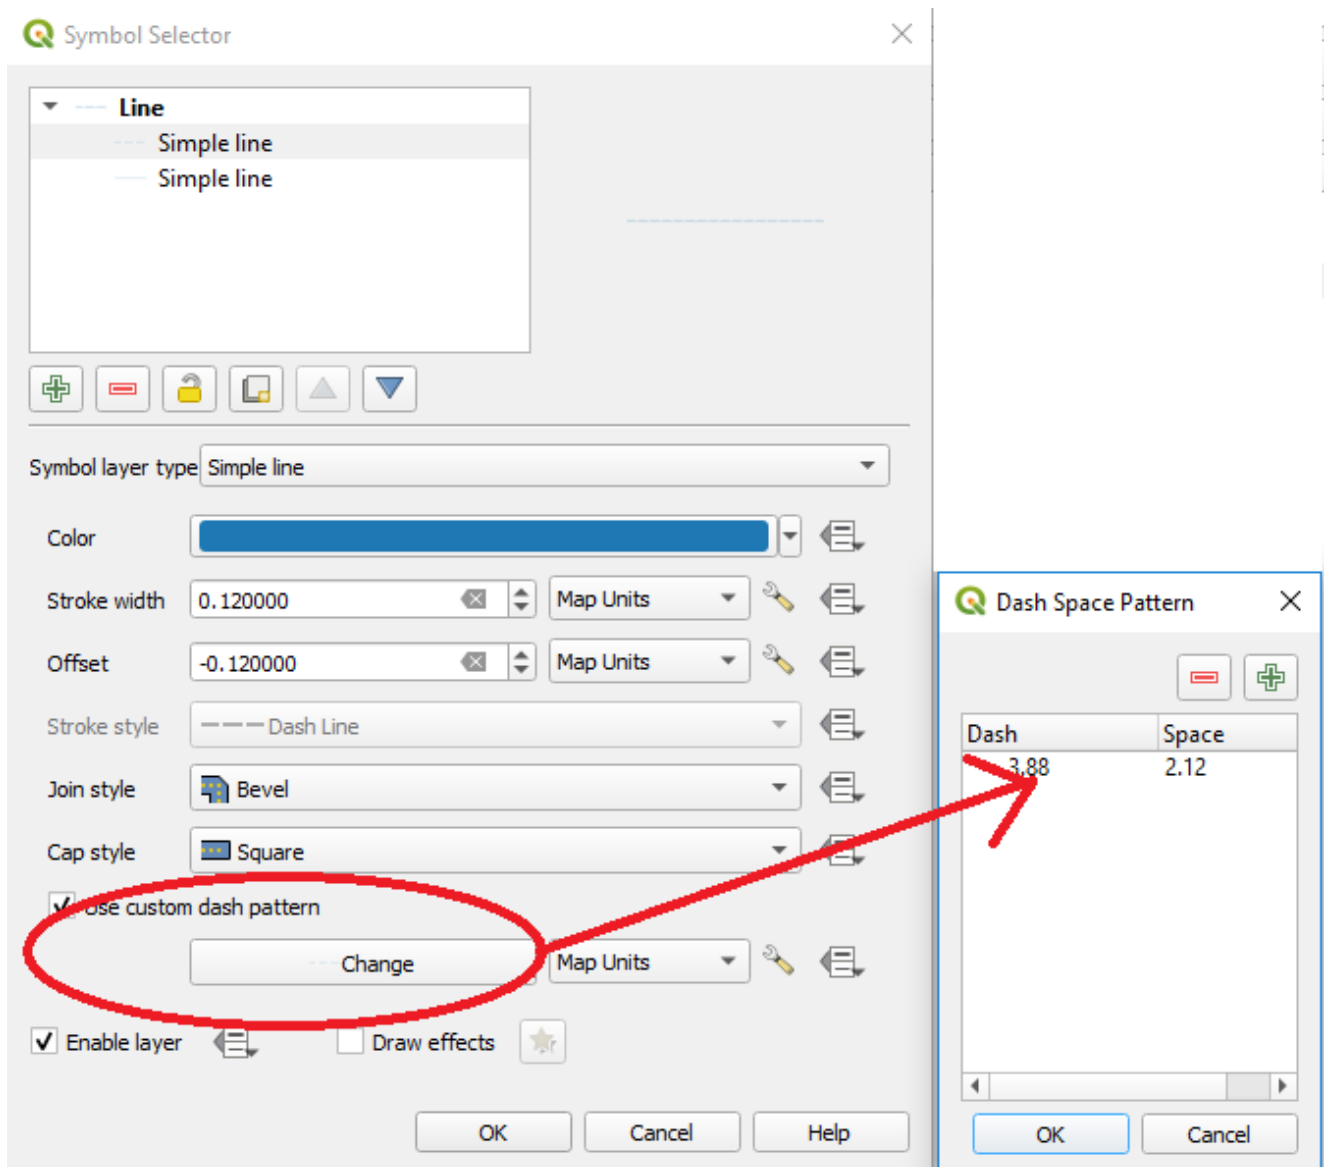 Symbol Selector
Line
Simple line
Simple line
Symbol layer type Simple line
Color
Stroke width 0.120000 Map Units
Offset -0.120000 Map Units
Stroke style Dash Line
Join style Bevel
Cap style Square
Use custom dash pattern
Change Map Units
Enable layer Draw effects
OK Cancel Help
Dash Space Pattern
Dash Space
3.88 2.12
OK Cancel